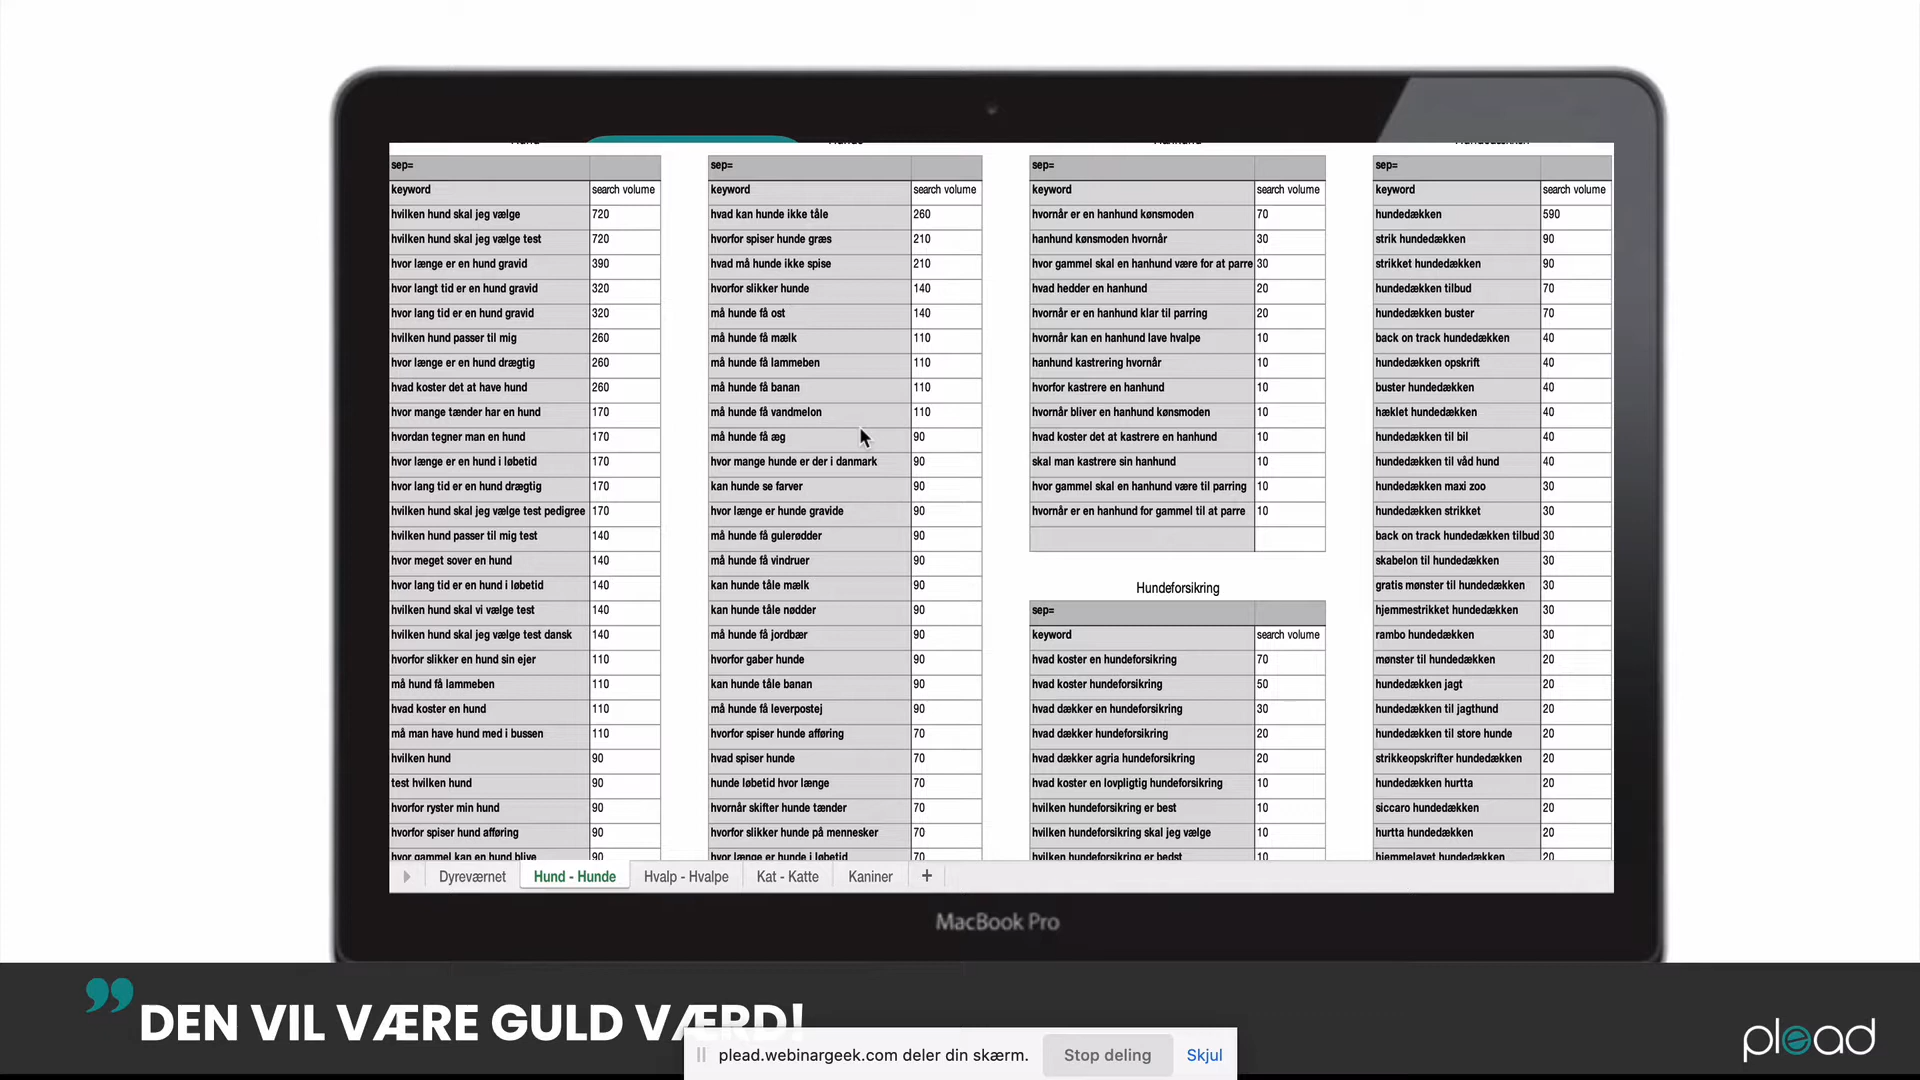 sep=
keyword search volume
hvilken hund skal jeg vælge 720
hvilken hund skal jeg vælge test 720
hvor længe er en hund gravid 390
hvor langt tid er en hund gravid 320
hvor lang tid er en hund gravid 320
hvilken hund passer til mig 260
hvor længe er en hund drægtig 260
hvad koster det at have hund 260
hvor mange tænder har en hund 170
hvordan tegner man en hund 170
hvor længe er en hund i løbetid 170
hvor lang tid er en hund drægtig 170
hvilken hund skal jeg vælge test pedigree 170
hvilken hund passer til mig test 140
hvor meget sover en hund 140
hvor lang tid er en hund i løbetid 140
hvilken hund skal vi vælge test 140
hvilken hund skal jeg vælge test dansk 140
hvorfor slikker en hund sin ejer 110
må hund få lammeben 110
hvad koster en hund 110
må man have hund med i bussen 110
hvilken hund 90
test hvilken hund 90
hvorfor ryster min hund 90
hvorfor spiser hund afføring 90
hvor gammel kan en hund blive 90
sep=
keyword search volume
hvad kan hunde ikke tåle 260
hvorfor spiser hunde græs 210
hvad må hunde ikke spise 210
hvorfor slikker hunde 140
må hunde få ost 140
må hunde få mælk 110
må hunde få lammeben 110
må hunde få banan 110
må hunde få vandmelon 110
må hunde få æg 90
hvor mange hunde er der i danmark 90
kan hunde se farver 90
hvor længe er hunde gravide 90
må hunde få gulerødder 90
må hunde få vindruer 90
kan hunde tåle mælk 90
kan hunde tåle nødder 90
må hunde få jordbær 90
hvorfor gaber hunde 90
kan hunde tåle banan 90
må hunde få leverpostej 90
hvorfor spiser hunde afføring 70
hvad spiser hunde 70
hunde løbetid hvor længe 70
hvornår skifter hunde tænder 70
hvorfor slikker hunde på mennesker 70
hvor længe er hunde i løbetid 70
sep=
keyword search volume
hvornår er en hanhund kønsmoden 70
hanhund kønsmoden hvornår 30
hvor gammel skal en hanhund være for at parre 30
hvad hedder en hanhund 20
hvornår er en hanhund klar til parring 20
hvornår kan en hanhund lave hvalpe 10
hanhund kastrering hvornår 10
hvorfor kastrere en hanhund 10
hvornår bliver en hanhund kønsmoden 10
hvad koster det at kastrere en hanhund 10
skal man kastrere sin hanhund 10
hvor gammel skal en hanhund være til parring 10
hvornår er en hanhund for gammel til at parre 10
Hundeforsikring
sep=
keyword search volume
hvad koster en hundeforsikring 70
hvad koster hundeforsikring 50
hvad dækker en hundeforsikring 30
hvad dækker hundeforsikring 20
hvad dækker agria hundeforsikring 20
hvad koster en lovpligtig hundeforsikring 10
hvilken hundeforsikring er best 10
hvilken hundeforsikring skal jeg vælge 10
hvilken hundeforsikring er bedst 10
sep=
keyword search volume
hundedækken 590
strik hundedækken 90
strikket hundedækken 90
hundedækken tilbud 70
hundedækken buster 70
back on track hundedækken 40
hundedækken opskrift 40
buster hundedækken 40
hæklet hundedækken 40
hundedækken til bil 40
hundedækken til våd hund 40
hundedækken maxi zoo 30
hundedækken strikket 30
back on track hundedækken tilbud 30
skabelon til hundedækken 30
gratis mønster til hundedækken 30
hjemmestrikket hundedækken 30
rambo hundedækken 30
mønster til hundedækken 20
hundedækken jagt 20
hundedækken til jagthund 20
hundedækken til store hunde 20
strikkeopskrifter hundedækken 20
hundedækken hurtta 20
siccaro hundedækken 20
hurtta hundedækken 20
hjemmelavet hundedækken 20
Dyreværnet Hund - Hunde Hvalp - Hvalpe Kat - Katte Kaniner +
MacBook Pro
” DEN VIL VÆRE GULD VÆRD!
plead.webinargeek.com deler din skærm. Stop deling Skjul
plead